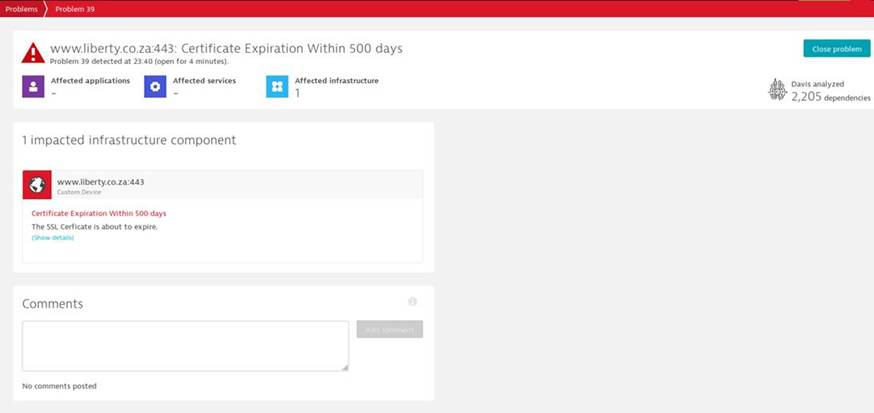 Problems
Problem 39
www.liberty.co.za:443: Certificate Expiration Within 500 days
Problem 39 detected at 23:40 (open for 4 minutes).
Close problem
Affected applications
-
Affected services
-
Affected infrastructure
1
Davis analyzed
2,205 dependencies
1 impacted infrastructure component
www.liberty.co.za:443
Custom Device
Certificate Expiration Within 500 days
The SSL Cerficate is about to expire.
(Show details)
Comments
Add comment
No comments posted